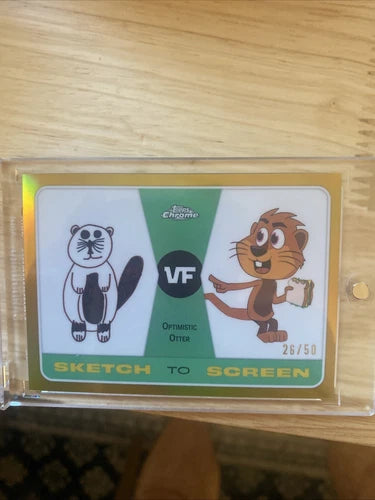 Topps
Chrome
VF
Optimistic
Otter
26/50
SKETCH TO SCREEN